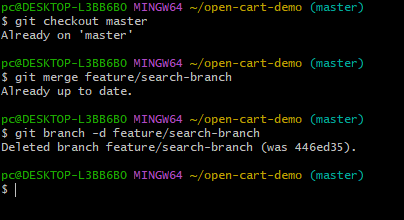 pc@DESKTOP-L3BB6BO MINGW64 ~/open-cart-demo (master)
$ git checkout master
Already on 'master'
pc@DESKTOP-L3BB6BO MINGW64 ~/open-cart-demo (master)
$ git merge feature/search-branch
Already up to date.
pc@DESKTOP-L3BB6BO MINGW64 ~/open-cart-demo (master)
$ git branch -d feature/search-branch
Deleted branch feature/search-branch (was 446ed35).
pc@DESKTOP-L3BB6BO MINGW64 ~/open-cart-demo (master)
$